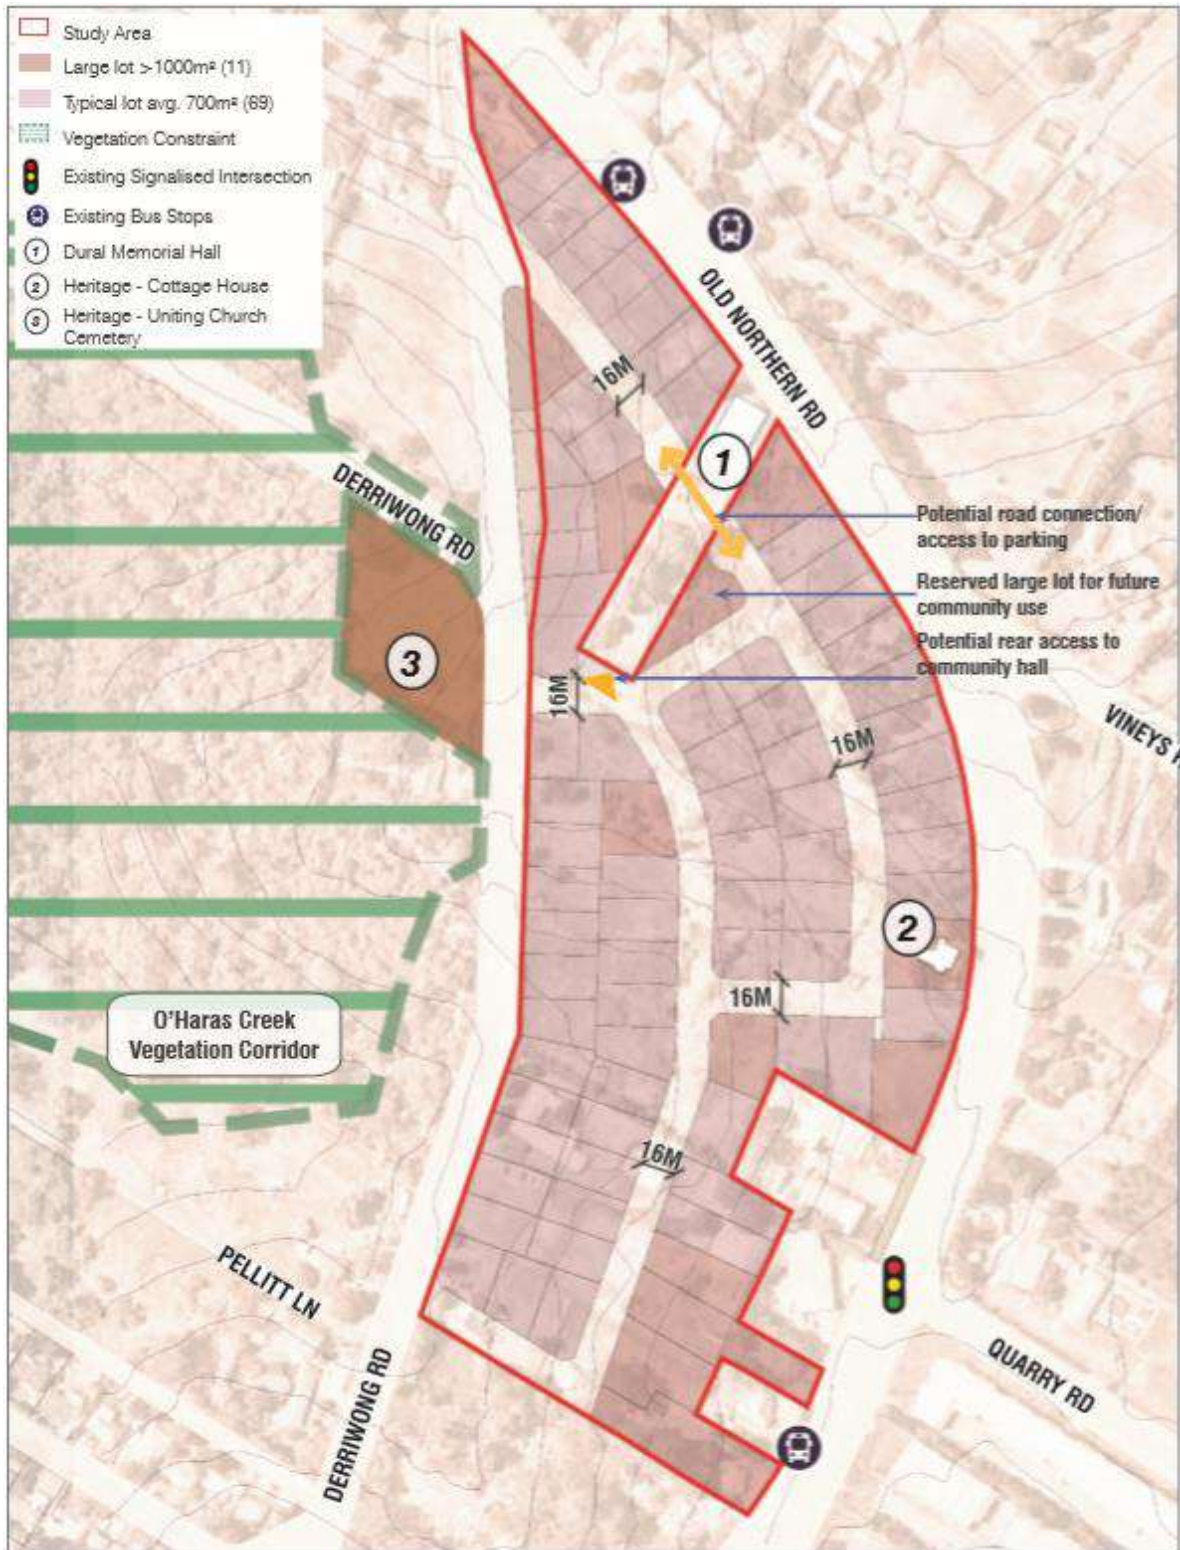 Study Area
Large lot >1000m² (11)
Typical lot avg. 700m² (69)
Vegetation Constraint
Existing Signalised Intersection
Existing Bus Stops
1 Dural Memorial Hall
2 Heritage - Cottage House
3 Heritage - Uniting Church
Cemetery
OLD NORTHERN RD
16M
1
DERRIWONG RD
Potential road connection/
access to parking
Reserved large lot for future
community use
Potential rear access to
community hall
3
16M
VINEYS
16M
2
16M
O'Haras Creek
Vegetation Corridor
16M
PELLITT LN
QUARRY RD
DERRIWONG RD